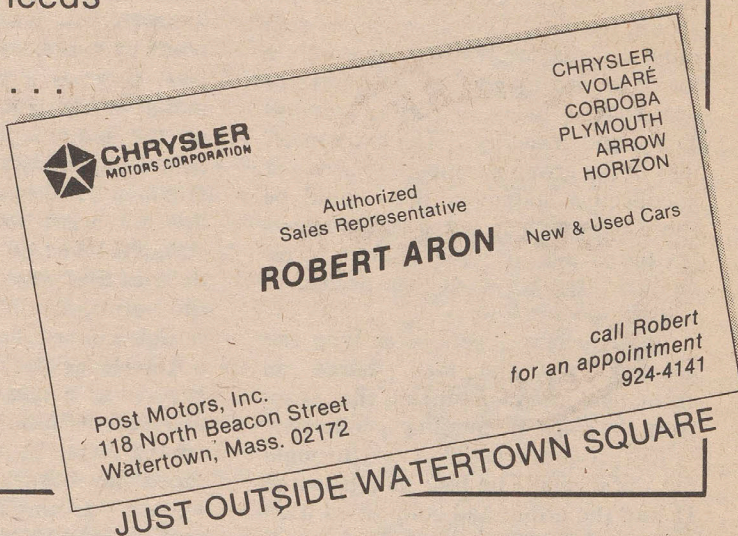 needs
. . .
CHRYSLER
MOTORS CORPORATION
CHRYSLER
VOLARÉ
CORDOBA
PLYMOUTH
ARROW
HORIZON
Authorized
Sales Representative
ROBERT ARON
New & Used Cars
call Robert
for an appointment
924-4141
Post Motors, Inc.
118 North Beacon Street
Watertown, Mass. 02172
JUST OUTSIDE WATERTOWN SQUARE